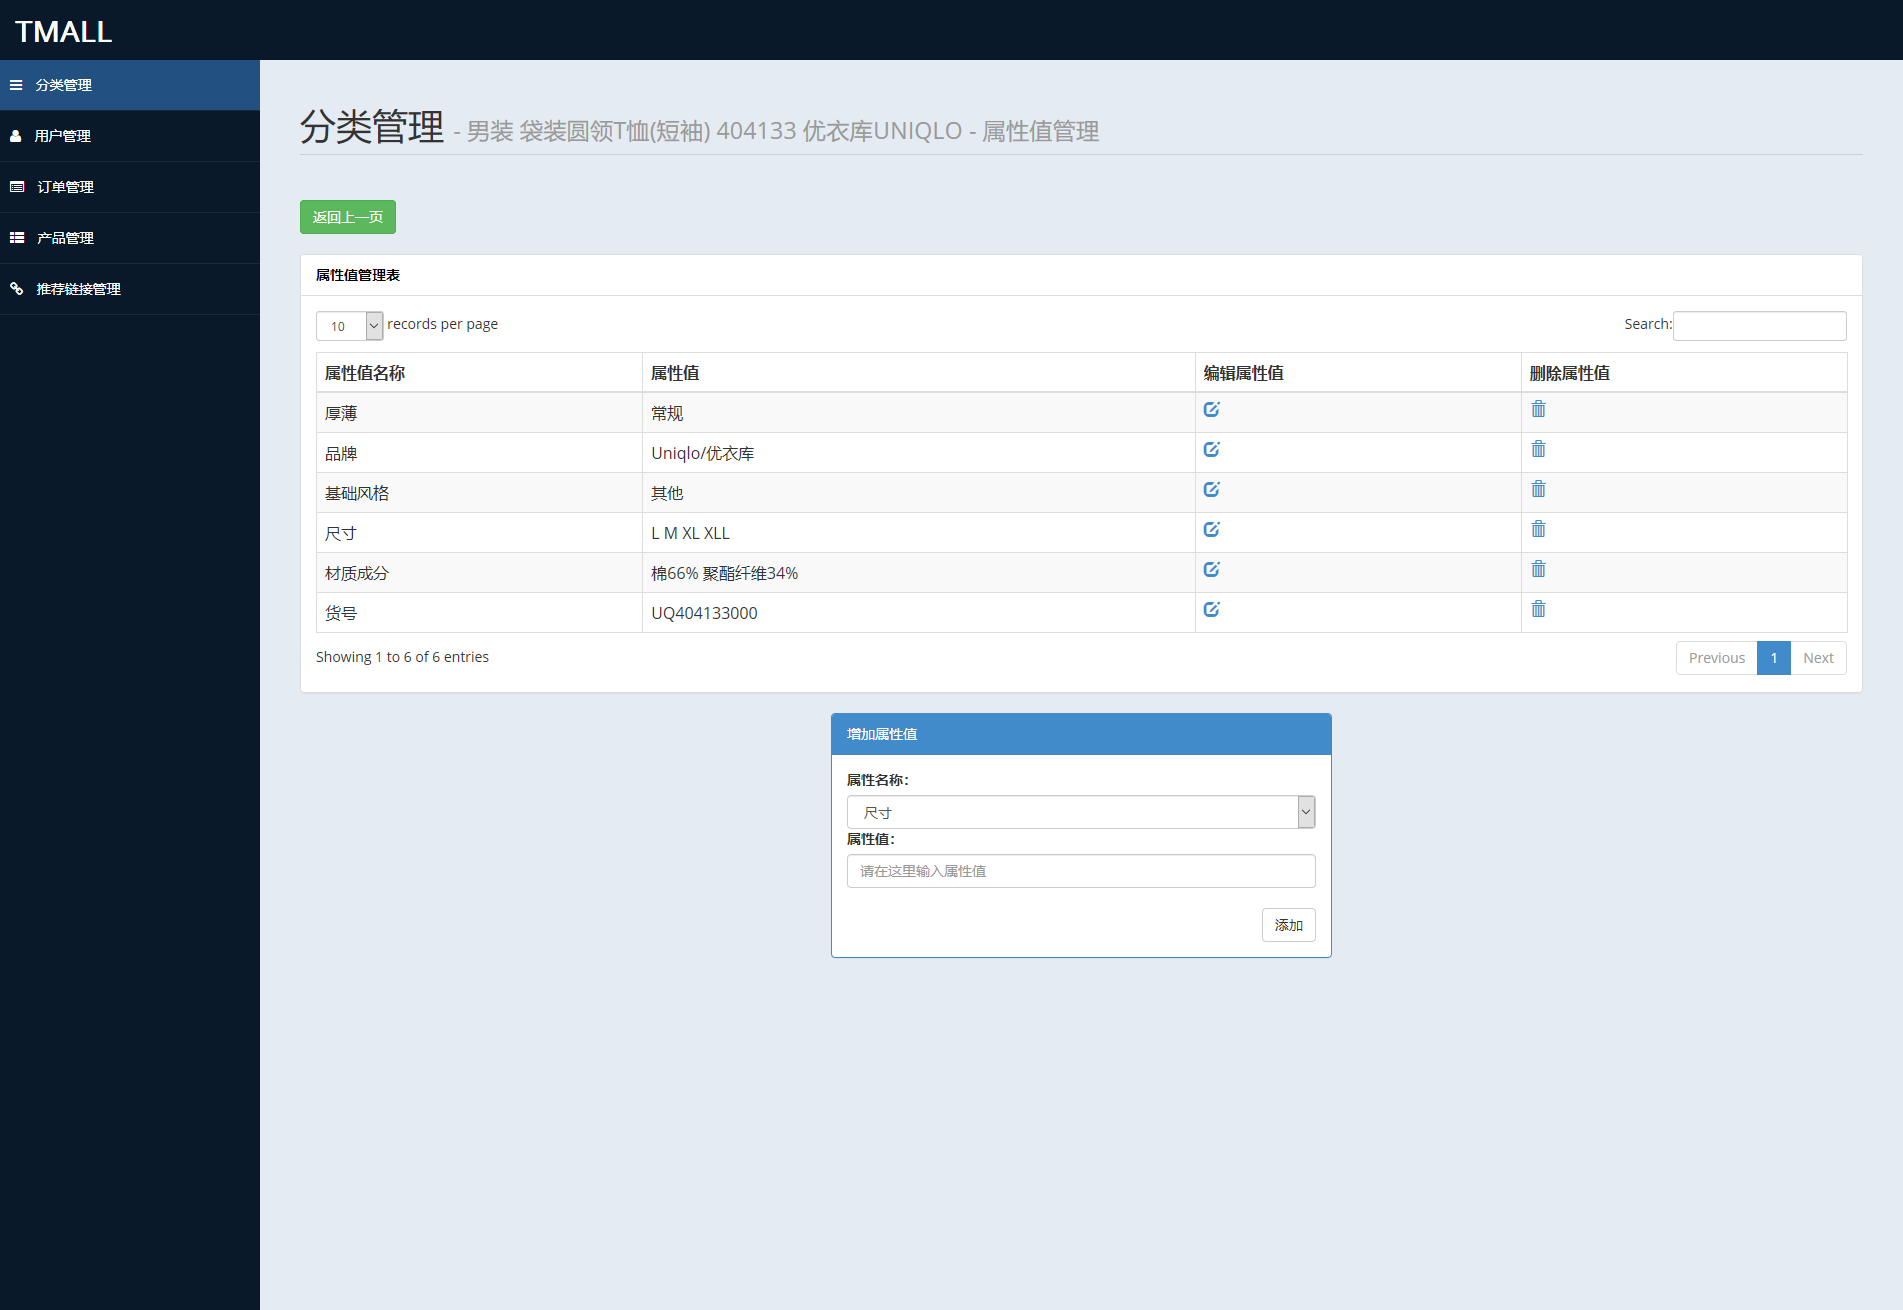 TMALL
分类管理
用户管理
订单管理
产品管理
推荐链接管理
分类管理 - 男装 袋装圆领T恤(短袖) 404133 优衣库UNIQLO - 属性值管理
返回上一页
属性值管理表
10 records per page Search:
属性值名称 属性值 编辑属性值 删除属性值
厚薄 常规
品牌 Uniqlo/优衣库
基础风格 其他
尺寸 L M XL XLL
材质成分 棉66% 聚酯纤维34%
货号 UQ404133000
Showing 1 to 6 of 6 entries Previous 1 Next
增加属性值
属性名称：
尺寸
属性值：
请在这里输入属性值
添加